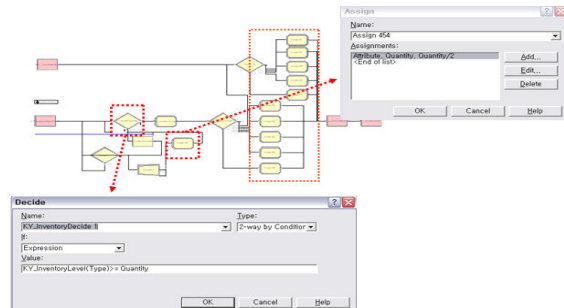 Assign
Name:
Assign 454
Assignments:
Attribute, Quantity, Quantity/2
<End of list>
Add...
Edit...
Delete
OK Cancel Help
Decide
Name: Type:
KY_InventoryDecide 1 2-way by Condition
If:
Expression
Value:
KY_InventoryLevel(Type)>= Quantity
OK Cancel Help